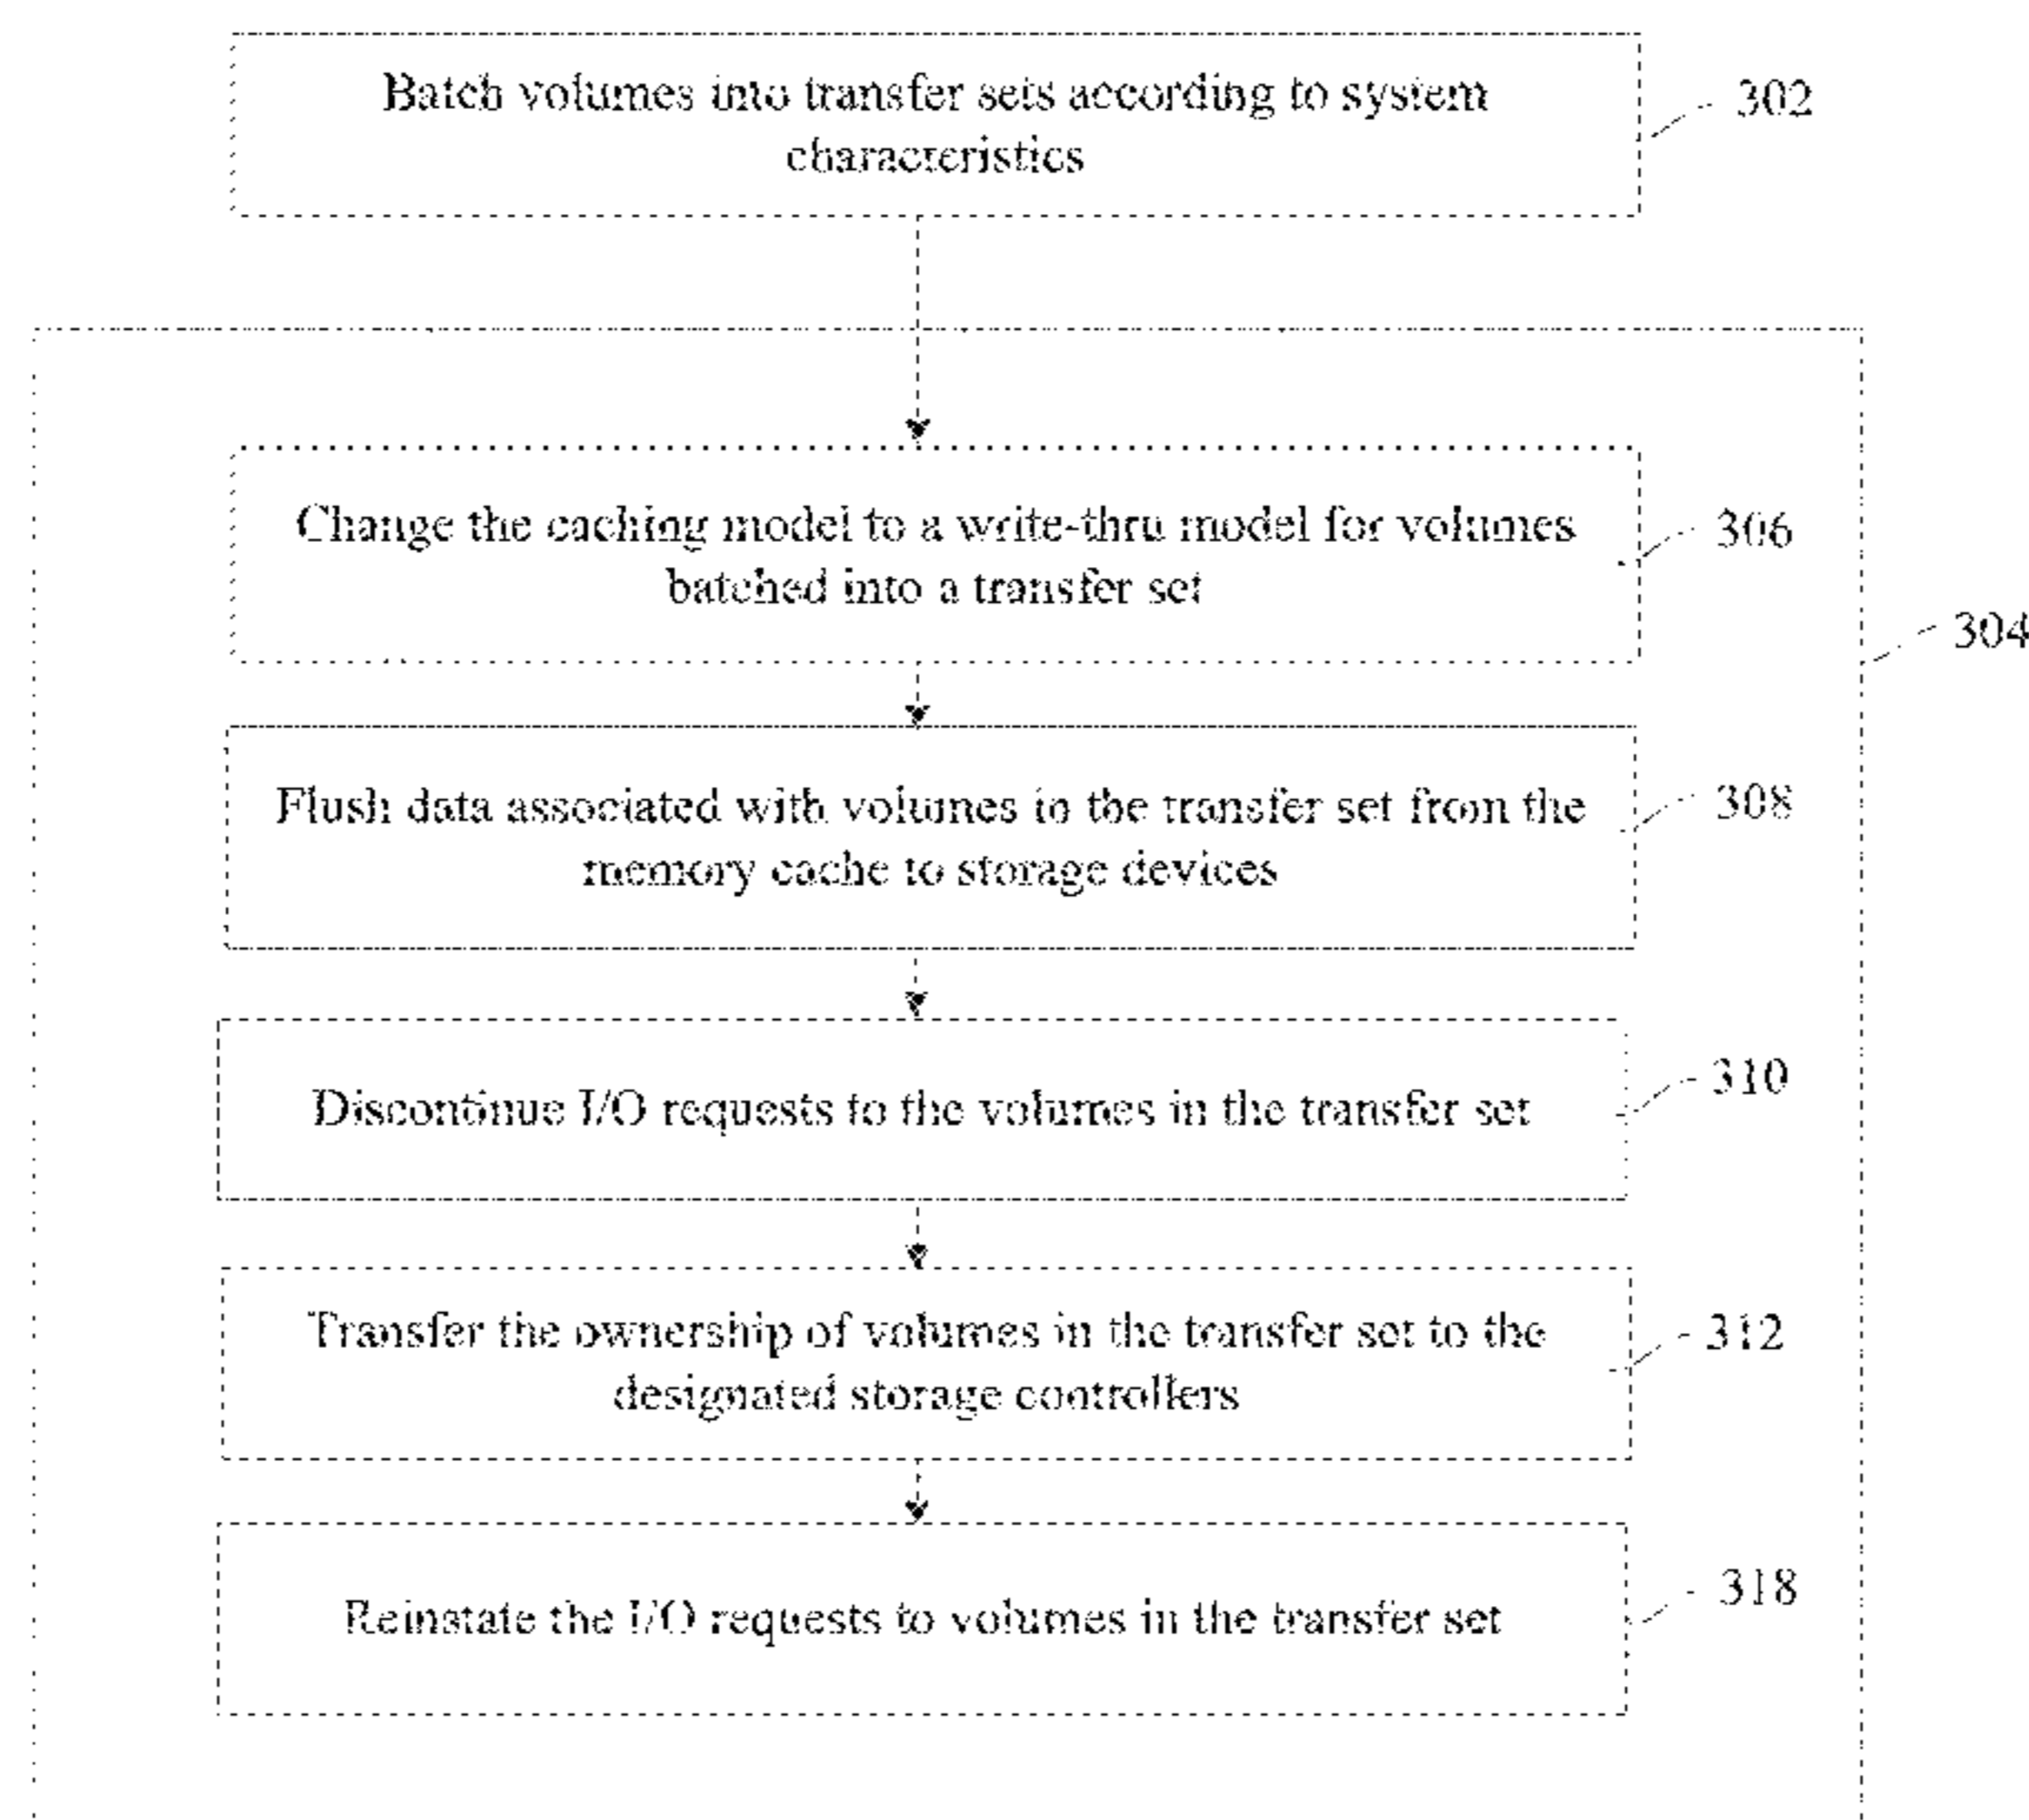 Batch volumes into transfer sets according to system
characteristics
302
Change the caching model to a write-thru model for volumes
batched into a transfer set
306
304
Flush data associated with volumes in the transfer set from the
memory cache to storage devices
308
Discontinue I/O requests to the volumes in the transfer set
310
Transfer the ownership of volumes in the transfer set to the
designated storage controllers
312
Reinstate the I/O requests to volumes in the transfer set
318